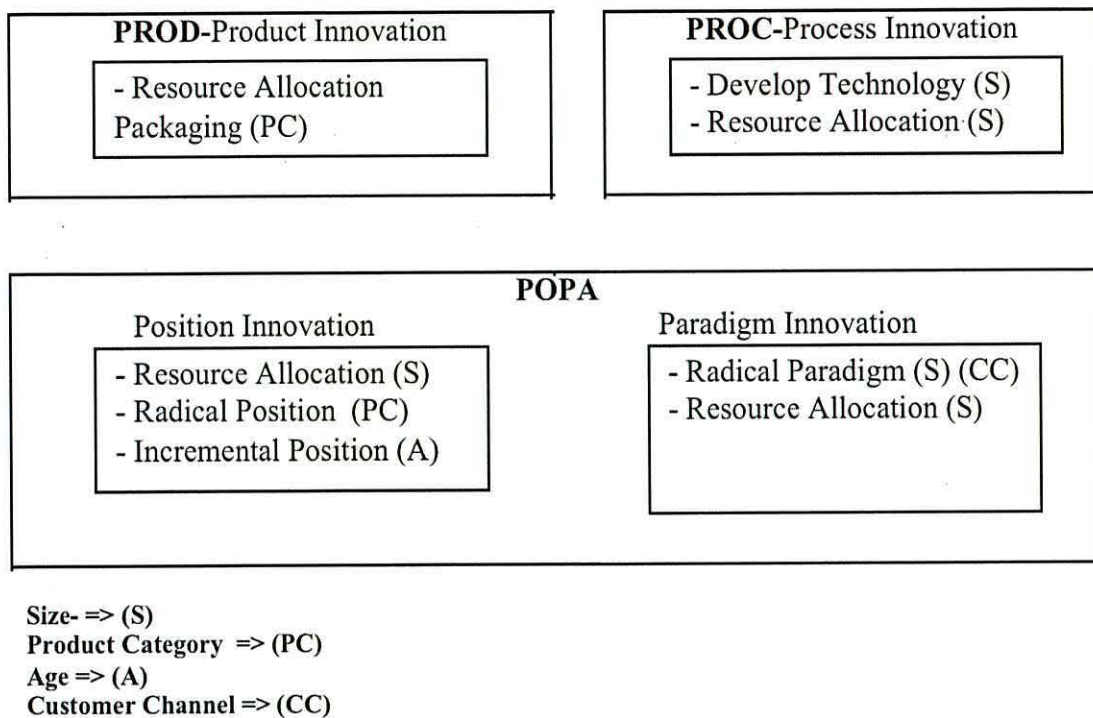 PROD-Product Innovation
- Resource Allocation
Packaging (PC)
PROC-Process Innovation
- Develop Technology (S)
- Resource Allocation (S)
POPA
Position Innovation
- Resource Allocation (S)
- Radical Position (PC)
- Incremental Position (A)
Paradigm Innovation
- Radical Paradigm (S) (CC)
- Resource Allocation (S)
Size- => (S)
Product Category => (PC)
Age => (A)
Customer Channel => (CC)